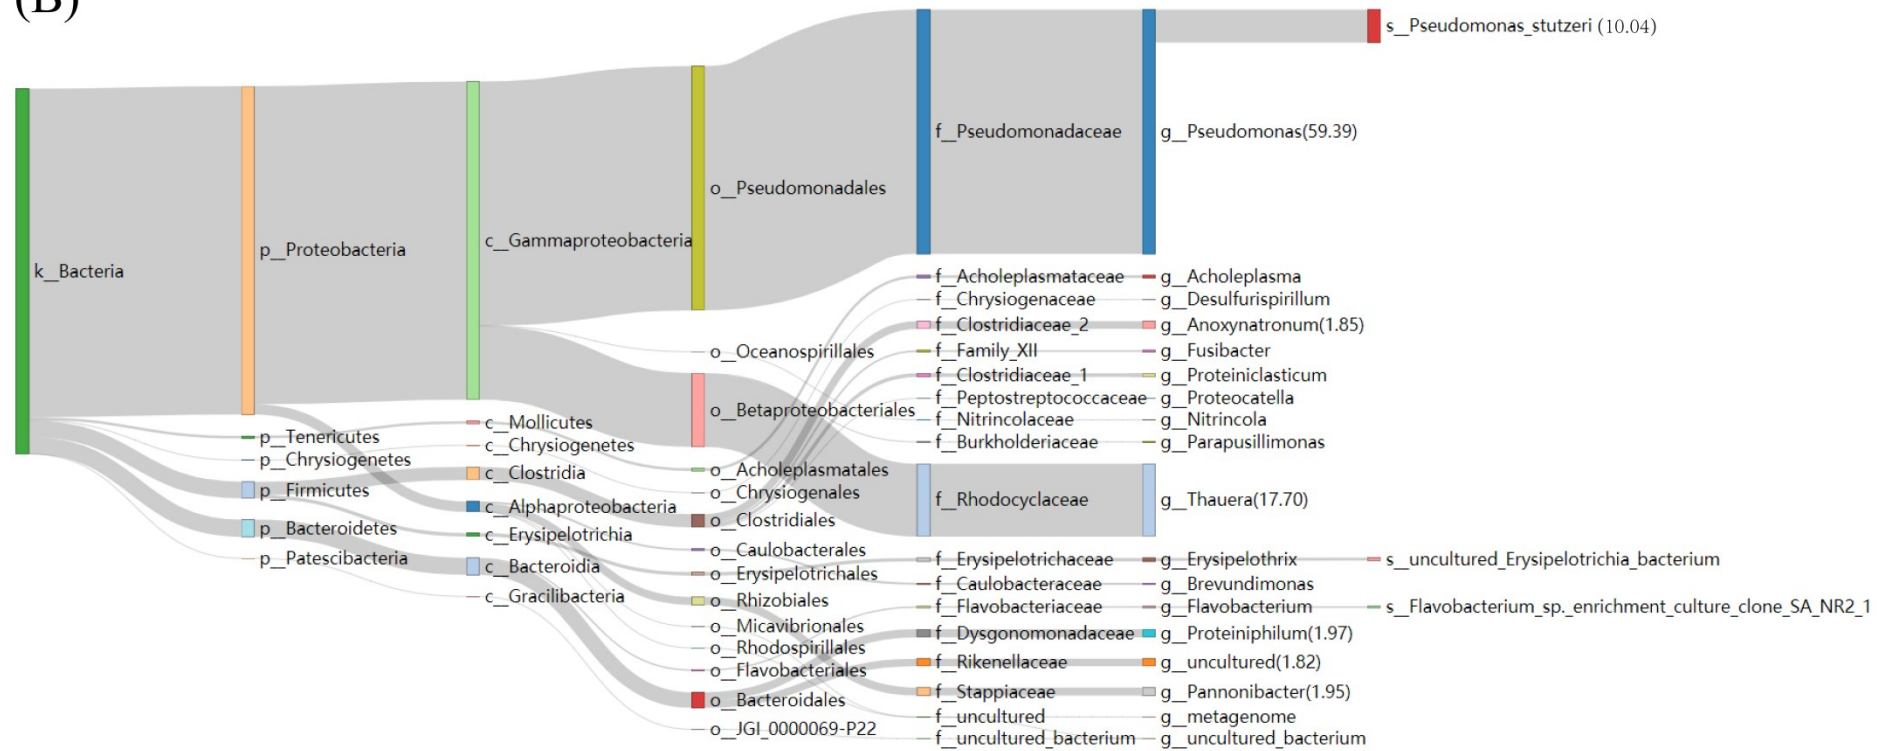 (B)
k__Bacteria
p__Proteobacteria
p__Tenericutes
p__Chrysiogenetes
p__Firmicutes
p__Bacteroidetes
p__Patescibacteria
c__Gammaproteobacteria
c__Mollicutes
c__Chrysiogenetes
c__Clostridia
c__Alphaproteobacteria
c__Erysipelotrichia
c__Bacteroidia
c__Gracilibacteria
o__Pseudomonadales
o__Oceanospirillales
o__Betaproteobacteriales
o__Acholeplasmatales
o__Chrysiogenales
o__Clostridiales
o__Caulobacterales
o__Erysipelotrichales
o__Rhizobiales
o__Micavibrionales
o__Rhodospirillales
o__Flavobacteriales
o__Bacteroidales
o__JGI_0000069-P22
f__Pseudomonadaceae
f__Acholeplasmataceae
f__Chrysiogenaceae
f__Clostridiaceae_2
f__Family_XII
f__Clostridiaceae_1
f__Peptostreptococcaceae
f__Nitrincolaceae
f__Burkholderiaceae
f__Rhodocyclaceae
f__Erysipelotrichaceae
f__Caulobacteraceae
f__Flavobacteriaceae
f__Dysgonomonadaceae
f__Rikenellaceae
f__Stappiaceae
f__uncultured
f__uncultured_bacterium
g__Pseudomonas(59.39)
g__Acholeplasma
g__Desulfurispirillum
g__Anoxynatronum(1.85)
g__Fusibacter
g__Proteiniclasticum
g__Proteocatella
g__Nitrincola
g__Parapusillimonas
g__Thauera(17.70)
g__Erysipelothrix
g__Brevundimonas
g__Flavobacterium
g__Proteiniphilum(1.97)
g__uncultured(1.82)
g__Pannonibacter(1.95)
g__metagenome
g__uncultured_bacterium
s__Pseudomonas_stutzeri (10.04)
s__uncultured_Erysipelotrichia_bacterium
s__Flavobacterium_sp._enrichment_culture_clone_SA_NR2_1